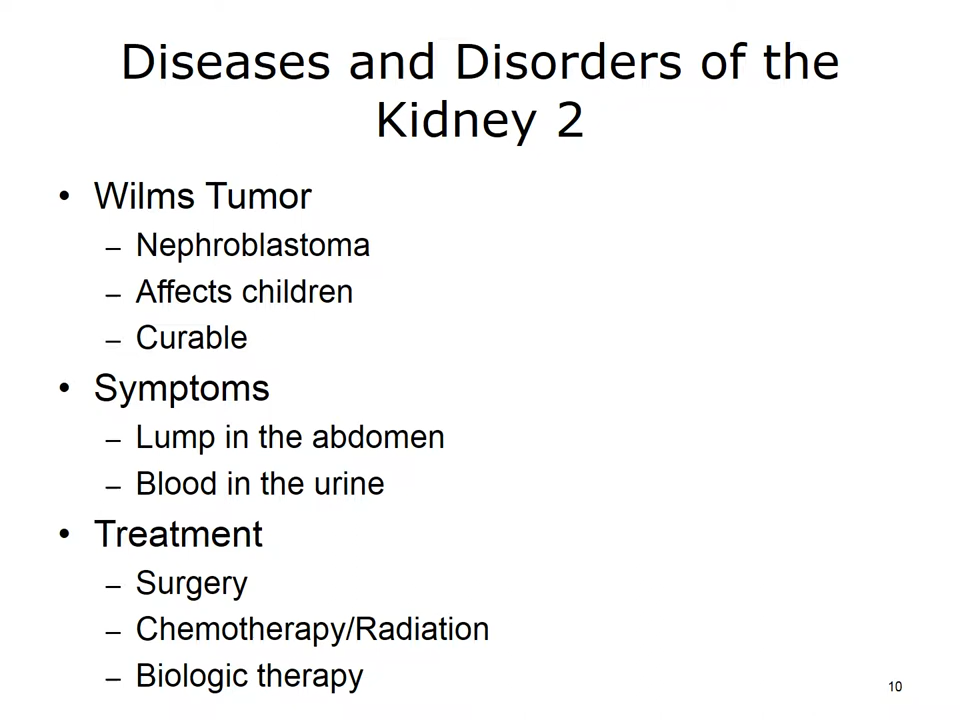 Diseases and Disorders of the
Kidney 2
• Wilms Tumor
– Nephroblastoma
– Affects children
– Curable
• Symptoms
– Lump in the abdomen
– Blood in the urine
• Treatment
– Surgery
– Chemotherapy/Radiation
– Biologic therapy
10